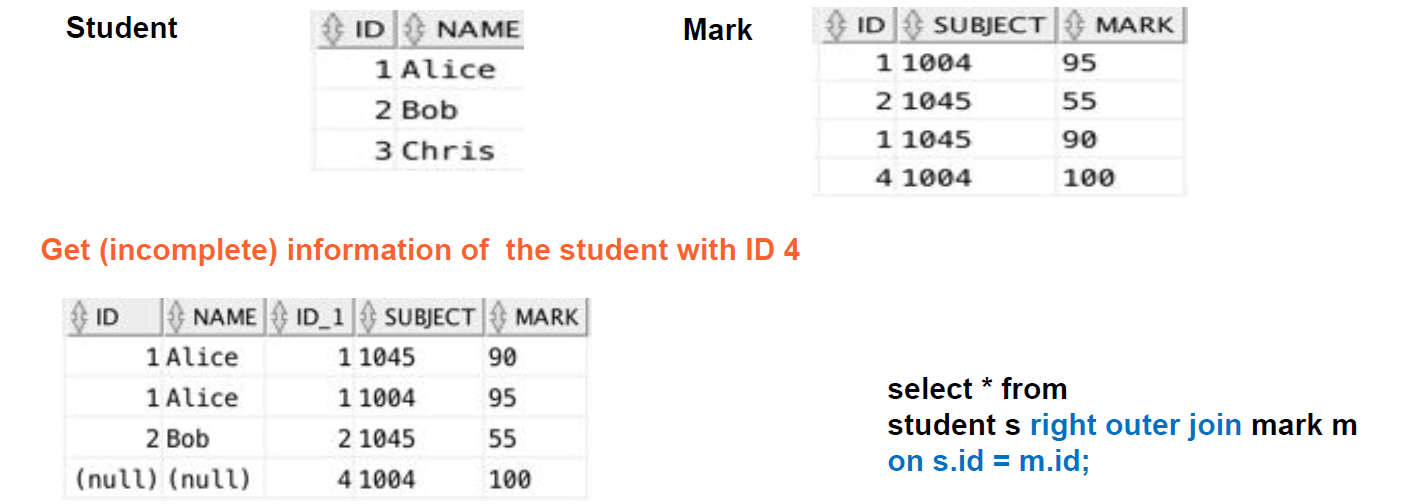 Student
ID NAME
1 Alice
2 Bob
3 Chris
Mark
ID SUBJECT MARK
1 1004 95
2 1045 55
1 1045 90
4 1004 100
Get (incomplete) information of the student with ID 4
ID NAME ID_1 SUBJECT MARK
1 Alice 1 1045 90
1 Alice 1 1004 95
2 Bob 2 1045 55
(null) (null) 4 1004 100
select * from
student s right outer join mark m
on s.id = m.id;